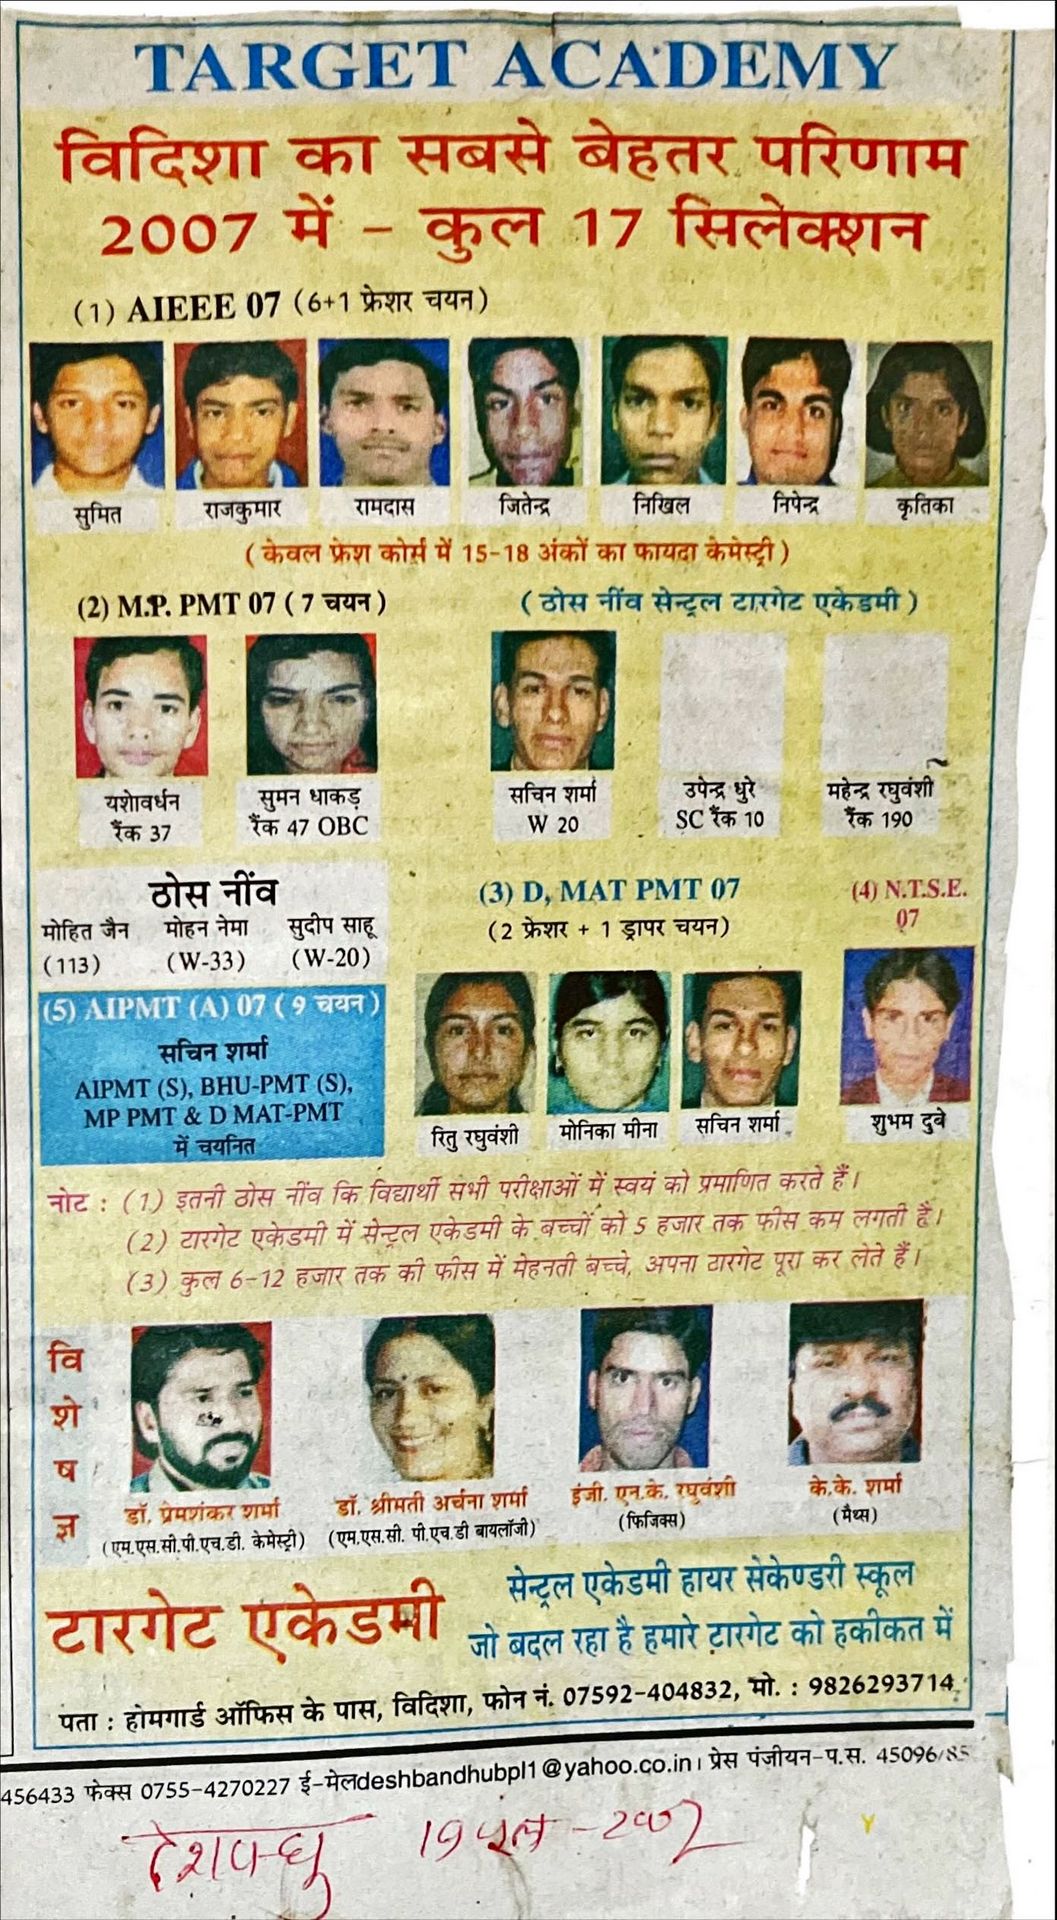 TARGET ACADEMY
विदिशा का सबसे बेहतर परिणाम
2007 में - कुल 17 सिलेक्शन
(1) AIEEE 07 (6+1 फ्रेशर चयन)
सुमित राजकुमार रामदास जितेन्द्र निखिल निपेन्द्र कृतिका
( केवल फ्रेश कोर्स में 15-18 अंकों का फायदा केमेस्ट्री )
(2) M.P. PMT 07 ( 7 चयन )
( ठोस नींव सेन्ट्रल टारगेट एकेडमी )
यशोवर्धन
रैंक 37
सुमन धाकड़
रैंक 47 OBC
सचिन शर्मा
W 20
उपेन्द्र धुरे
SC रैंक 10
महेन्द्र रघुवंशी
रैंक 190
ठोस नींव
मोहित जैन मोहन नेमा सुदीप साहू
(113) (W-33) (W-20)
(3) D, MAT PMT 07
(2 फ्रेशर + 1 ड्रापर चयन)
(4) N.T.S.E.
07
(5) AIPMT (A) 07 ( 9 चयन )
सचिन शर्मा
AIPMT (S), BHU-PMT (S),
MP PMT & D MAT-PMT
में चयनित
रितु रघुवंशी मोनिका मीना सचिन शर्मा
शुभम दुबे
नोट : (1) इतनी ठोस नींव कि विद्यार्थी सभी परीक्षाओं में स्वयं को प्रमाणित करते हैं।
(2) टारगेट एकेडमी में सेन्ट्रल एकेडमी के बच्चों को 5 हजार तक फीस कम लगती है।
(3) कुल 6-12 हजार तक की फीस में मेहनती बच्चे, अपना टारगेट पूरा कर लेते हैं।
वि
शे
ष
ज्ञ
डॉ. प्रेमशंकर शर्मा
(एम.एस.सी.पी.एच.डी. केमेस्ट्री)
डॉ. श्रीमती अर्चना शर्मा
(एम.एस.सी. पी.एच.डी बायलॉजी)
इंजी. एन.के. रघुवंशी
(फिजिक्स)
के.के. शर्मा
(मैथ्स)
टारगेट एकेडमी
सेन्ट्रल एकेडमी हायर सेकेण्डरी स्कूल
जो बदल रहा है हमारे टारगेट को हकीकत में
पता : होमगार्ड ऑफिस के पास, विदिशा, फोन नं. 07592-404832, मो. : 9826293714
456433 फेक्स 0755-4270227 ई-मेलdeshbandhubpl1@yahoo.co.in। प्रेस पंजीयन-प.स. 45096/85
19